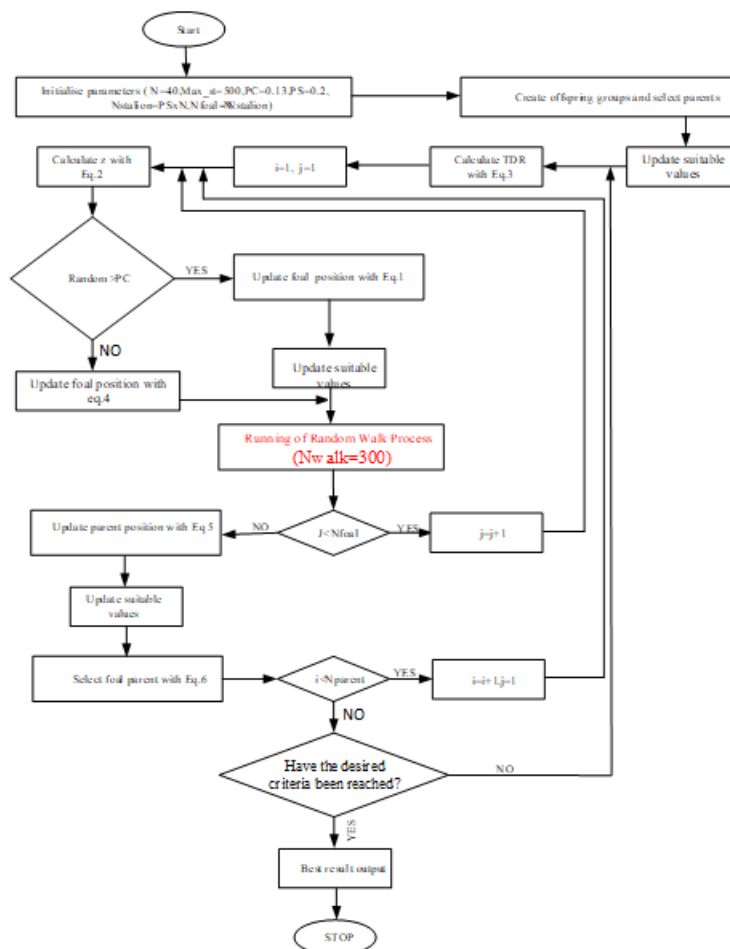 Start
Initialise parameters ( N=40,Max_it=500,PC=0.13,PS=0.2,
Nstalion=PSxN,Nfoal=%Nstalion)
Create offspring groups and select parents
Calculate z with
Eq.2
i=1, j=1
Calculate TDR
with Eq.3
Update suitable
values
Random >PC
YES
Update foal position with Eq.1
NO
Update suitable
values
Update foal position with
eq.4
Running of Random Walk Process
(Nwalk=300)
Update parent position with Eq.5
NO
J<Nfoal
YES
j=j+1
Update suitable
values
Select foal parent with Eq.6
i<Nparent
YES
i=i+1,j=1
NO
Have the desired
criteria been reached?
NO
YES
Best result output
STOP